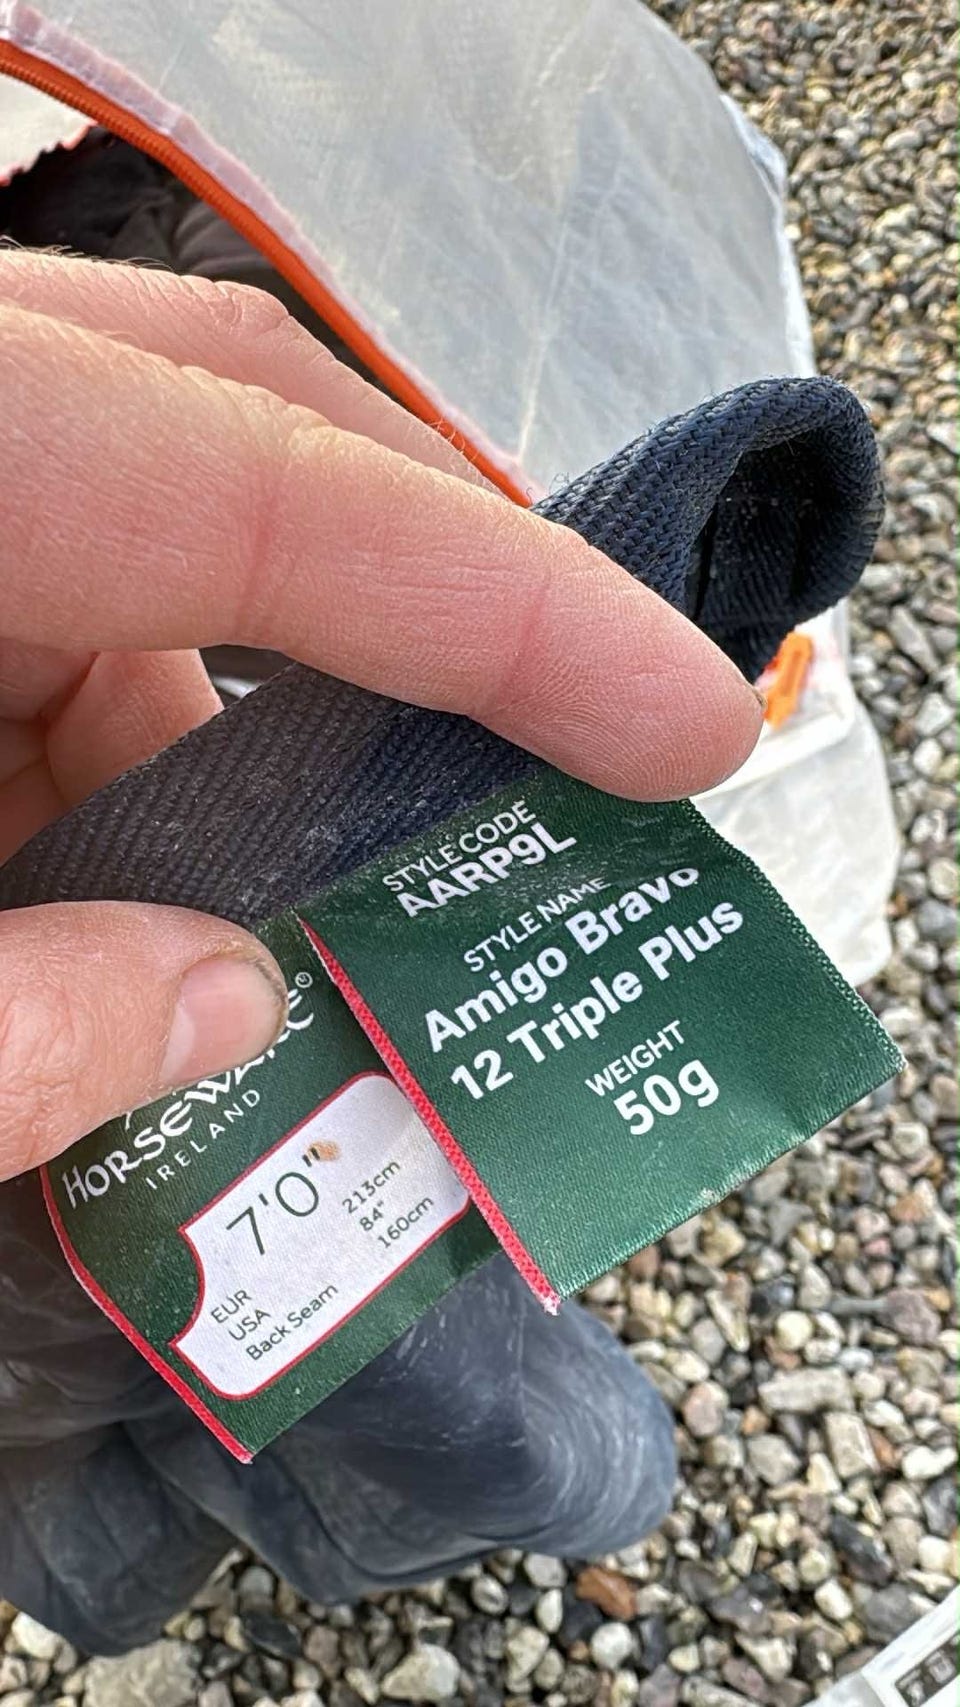 STYLE CODE
AARP9L
STYLE NAME
Amigo Bravo
12 Triple Plus
WEIGHT
50g
HORSEWARE®
IRELAND
7'0"
EUR 213cm
USA 84"
Back Seam 160cm